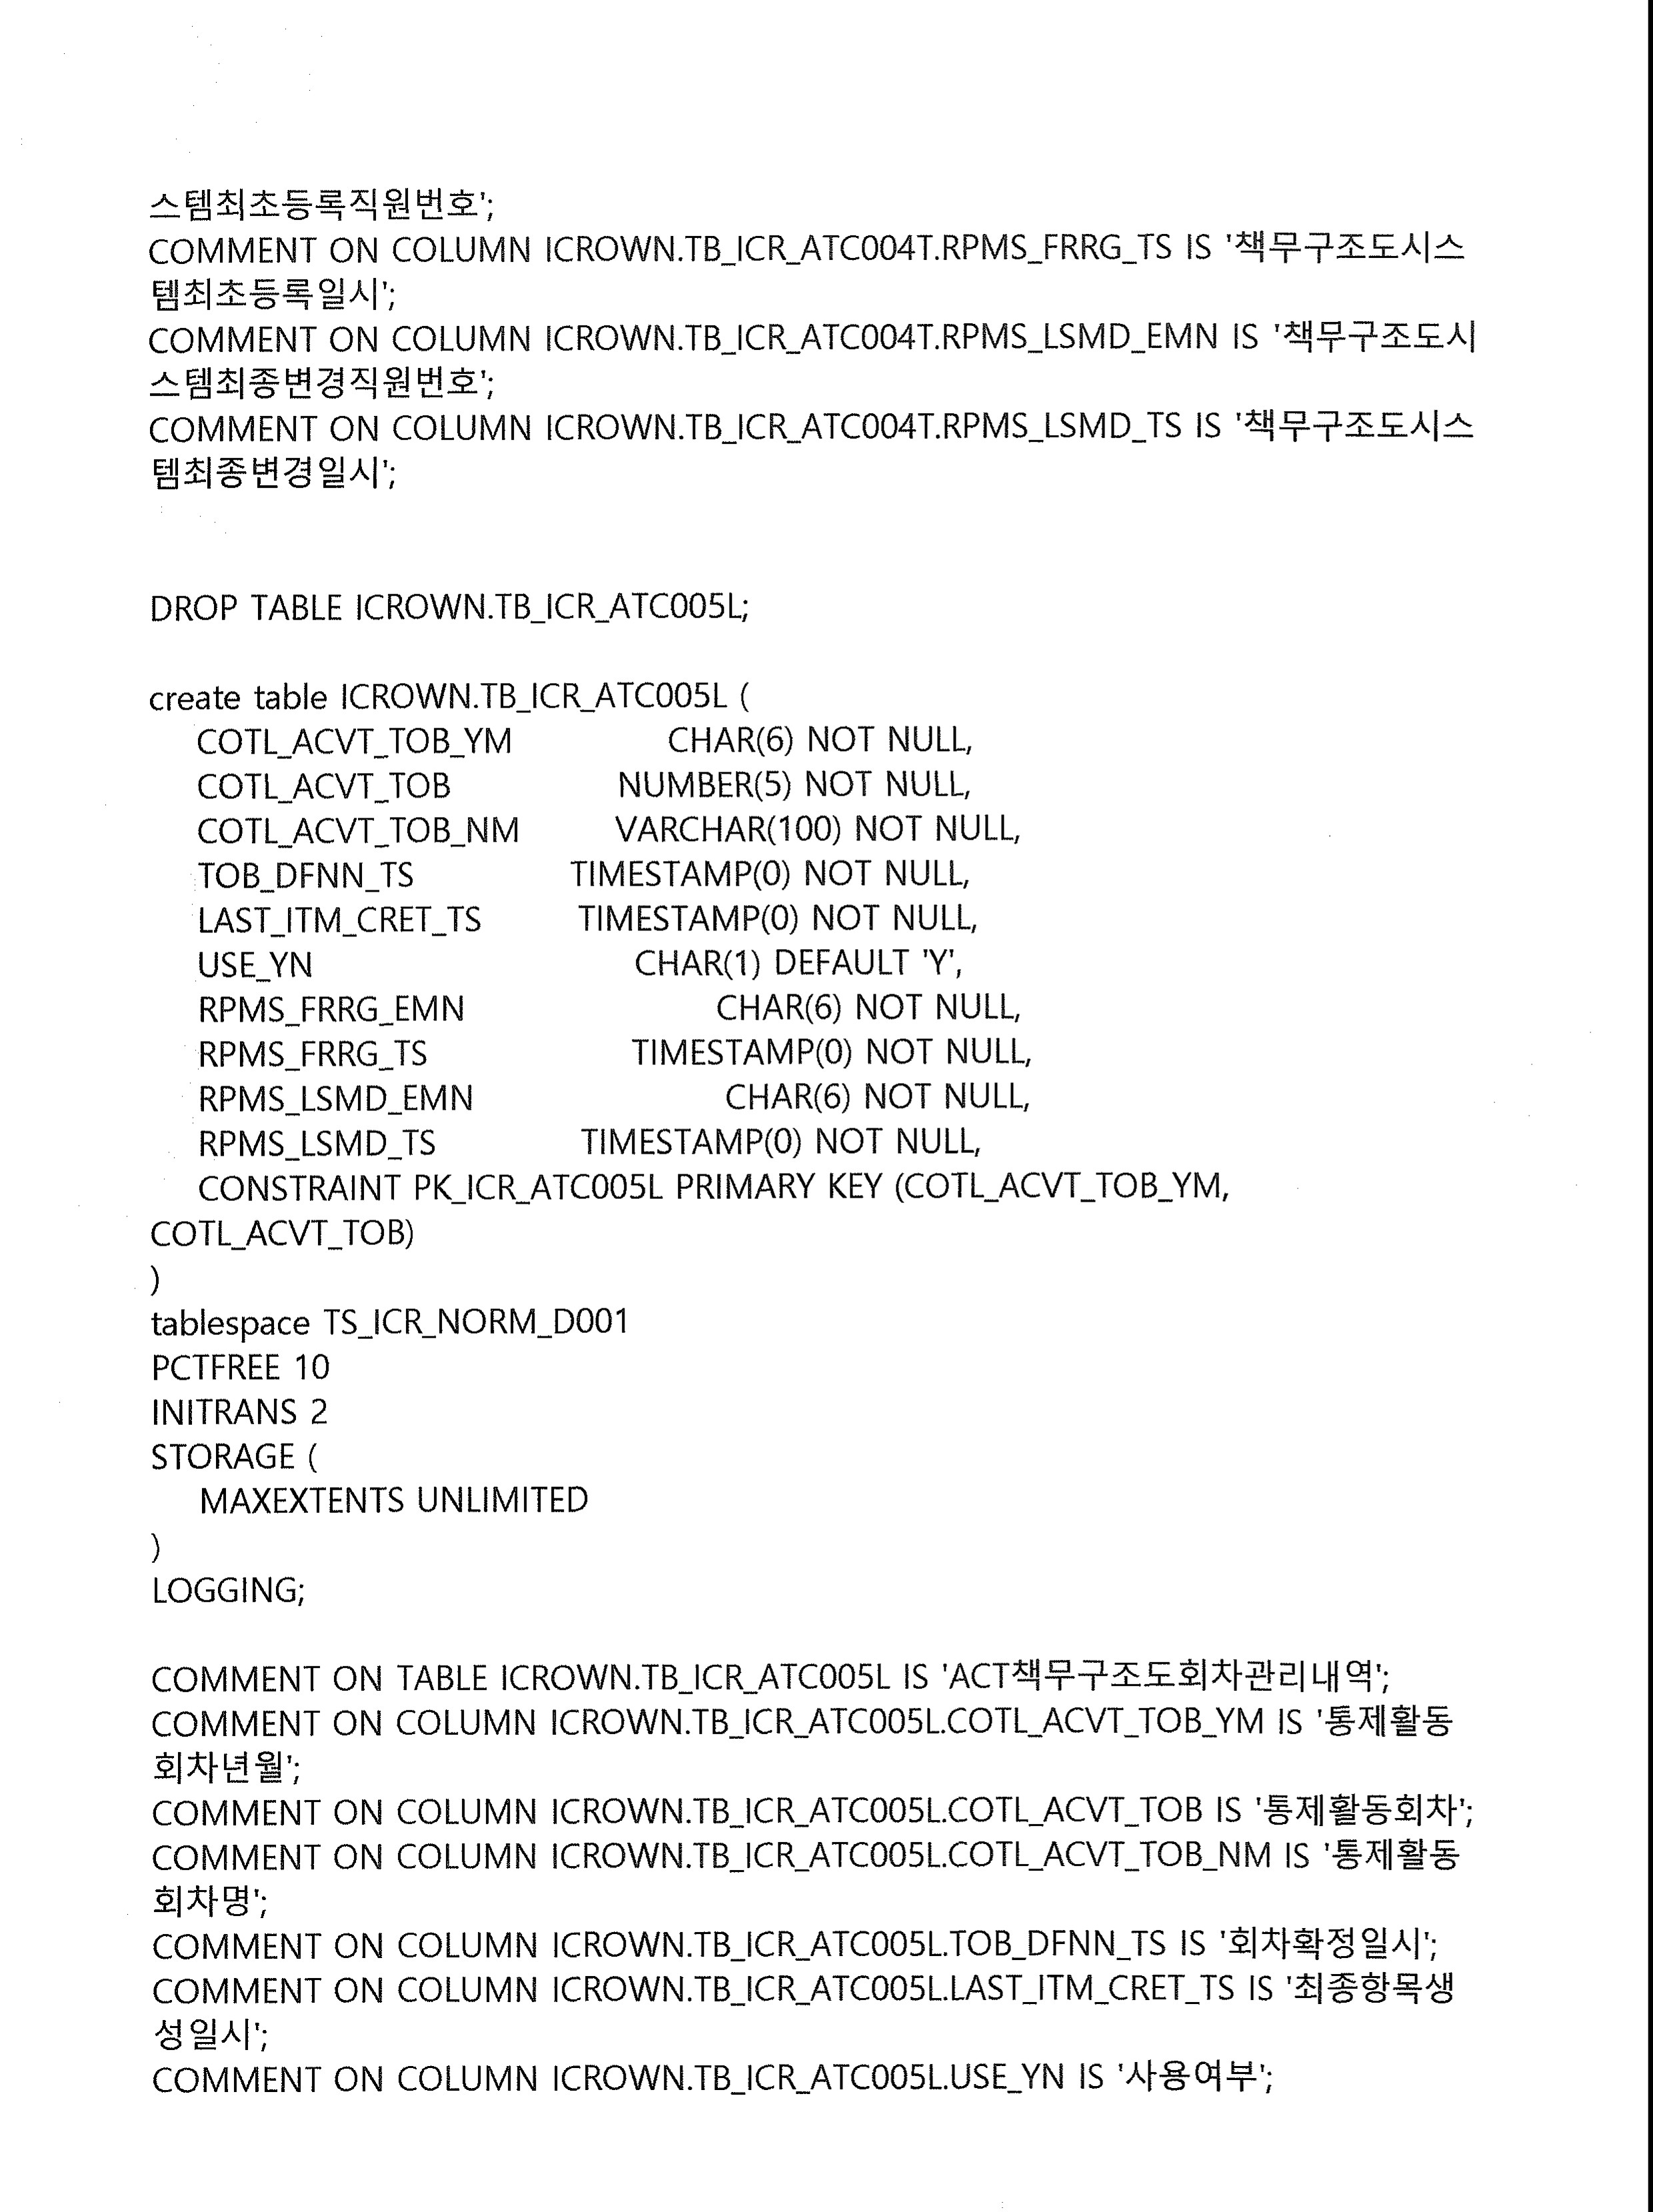 스템최초등록직원번호';
COMMENT ON COLUMN ICROWN.TB_ICR_ATC004T.RPMS_FRRG_TS IS '책무구조도시스
템최초등록일시';
COMMENT ON COLUMN ICROWN.TB_ICR_ATC004T.RPMS_LSMD_EMN IS '책무구조도시
스템최종변경직원번호';
COMMENT ON COLUMN ICROWN.TB_ICR_ATC004T.RPMS_LSMD_TS IS '책무구조도시스
템최종변경일시';
DROP TABLE ICROWN.TB_ICR_ATC005L;
create table ICROWN.TB_ICR_ATC005L (
COTL_ACVT_TOB_YM CHAR(6) NOT NULL,
COTL_ACVT_TOB NUMBER(5) NOT NULL,
COTL_ACVT_TOB_NM VARCHAR(100) NOT NULL,
TOB_DFNN_TS TIMESTAMP(0) NOT NULL,
LAST_ITM_CRET_TS TIMESTAMP(0) NOT NULL,
USE_YN CHAR(1) DEFAULT 'Y',
RPMS_FRRG_EMN CHAR(6) NOT NULL,
RPMS_FRRG_TS TIMESTAMP(0) NOT NULL,
RPMS_LSMD_EMN CHAR(6) NOT NULL,
RPMS_LSMD_TS TIMESTAMP(0) NOT NULL,
CONSTRAINT PK_ICR_ATC005L PRIMARY KEY (COTL_ACVT_TOB_YM,
COTL_ACVT_TOB)
)
tablespace TS_ICR_NORM_D001
PCTFREE 10
INITRANS 2
STORAGE (
MAXEXTENTS UNLIMITED
)
LOGGING;
COMMENT ON TABLE ICROWN.TB_ICR_ATC005L IS 'ACT책무구조도회차관리내역';
COMMENT ON COLUMN ICROWN.TB_ICR_ATC005L.COTL_ACVT_TOB_YM IS '통제활동
회차년월';
COMMENT ON COLUMN ICROWN.TB_ICR_ATC005L.COTL_ACVT_TOB IS '통제활동회차';
COMMENT ON COLUMN ICROWN.TB_ICR_ATC005L.COTL_ACVT_TOB_NM IS '통제활동
회차명';
COMMENT ON COLUMN ICROWN.TB_ICR_ATC005L.TOB_DFNN_TS IS '회차확정일시';
COMMENT ON COLUMN ICROWN.TB_ICR_ATC005L.LAST_ITM_CRET_TS IS '최종항목생
성일시';
COMMENT ON COLUMN ICROWN.TB_ICR_ATC005L.USE_YN IS '사용여부';